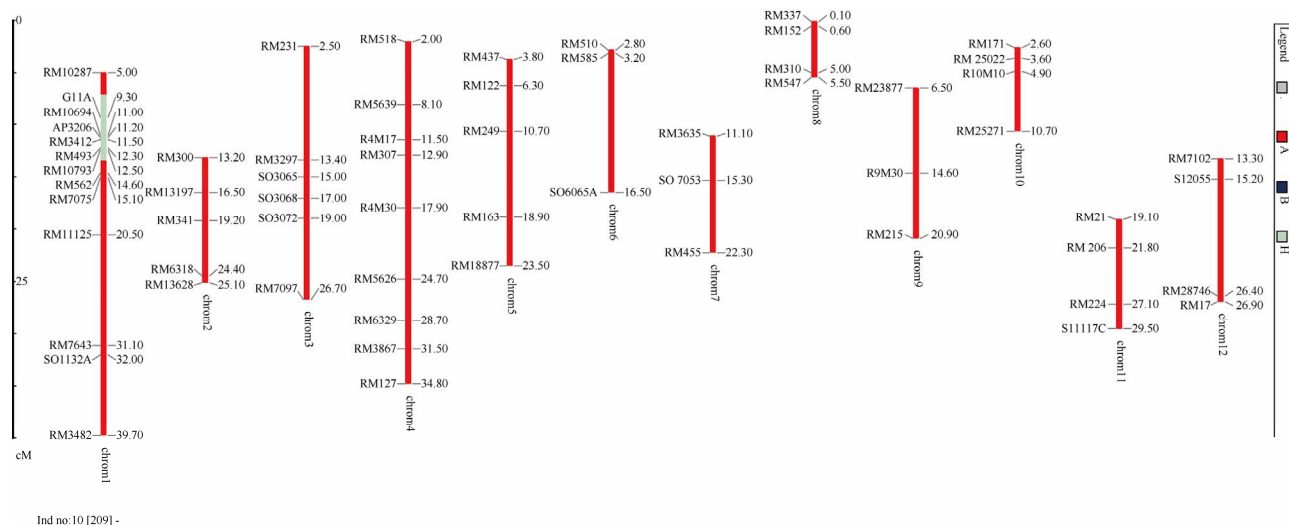 0
25
cM
RM10287 5.00
G11A 9.30
RM10694 11.00
AP3206 11.20
RM3412 11.50
RM493 12.30
RM10793 12.50
RM562 14.60
RM7075 15.10
RM11125 20.50
RM7643 31.10
SO1132A 32.00
RM3482 39.70
chrom1
RM300 13.20
RM13197 16.50
RM341 19.20
RM6318 24.40
RM13628 25.10
chrom2
RM231 2.50
RM3297 13.40
SO3065 15.00
SO3068 17.00
SO3072 19.00
RM7097 26.70
chrom3
RM518 2.00
RM5639 8.10
R4M17 11.50
RM307 12.90
R4M30 17.90
RM5626 24.70
RM6329 28.70
RM3867 31.50
RM127 34.80
chrom4
RM437 3.80
RM122 6.30
RM249 10.70
RM163 18.90
RM18877 23.50
chrom5
RM510 2.80
RM585 3.20
SO6065A 16.50
chrom6
RM3635 11.10
SO 7053 15.30
RM455 22.30
chrom7
RM337 0.10
RM152 0.60
RM310 5.00
RM547 5.50
chrom8
RM23877 6.50
R9M30 14.60
RM215 20.90
chrom9
RM171 2.60
RM 25022 3.60
R10M10 4.90
RM25271 10.70
chrom10
RM21 19.10
RM 206 21.80
RM224 27.10
S11117C 29.50
chrom11
RM7102 13.30
S12055 15.20
RM28746 26.40
RM17 26.90
chrom12
Legend
.
A
B
H
Ind no:10 [209] -